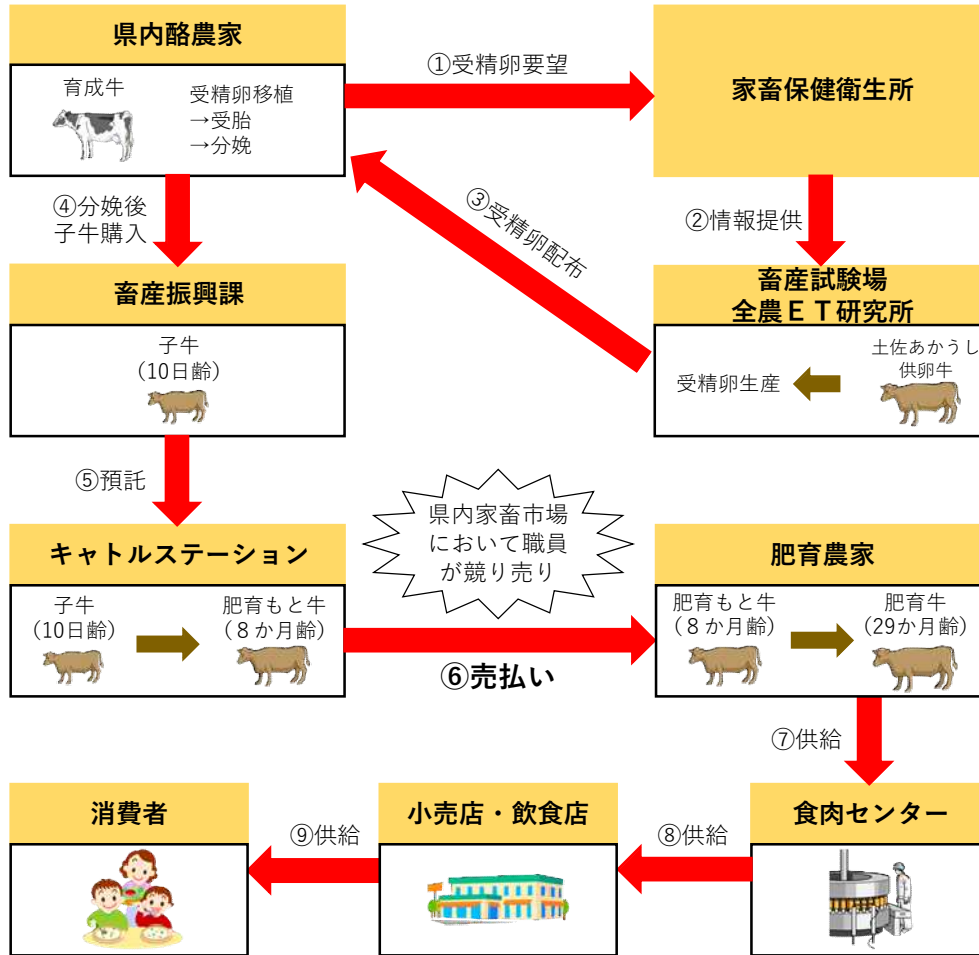 県内酪農家
育成牛
受精卵移植
→受胎
→分娩
①受精卵要望
家畜保健衛生所
②情報提供
③受精卵配布
④分娩後
子牛購入
畜産試験場
全農ＥＴ研究所
土佐あかうし
供卵牛
受精卵生産
畜産振興課
子牛
(10日齢)
⑤預託
キャトルステーション
子牛
(10日齢)
肥育もと牛
(８か月齢)
県内家畜市場
において職員
が競り売り
⑥売払い
肥育農家
肥育もと牛
(８か月齢)
肥育牛
(29か月齢)
⑦供給
食肉センター
⑧供給
小売店・飲食店
⑨供給
消費者